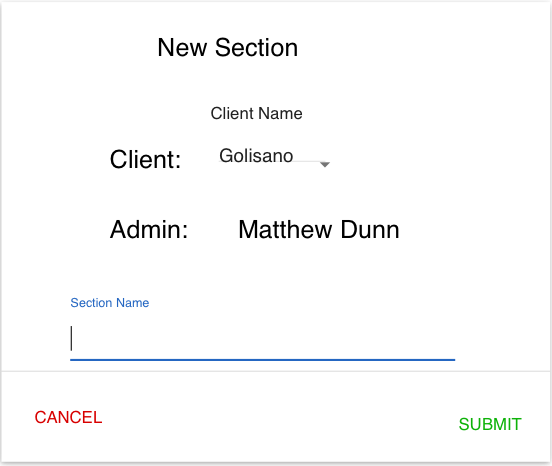 New Section
Client Name
Client: Golisano
Admin: Matthew Dunn
Section Name
CANCEL
SUBMIT